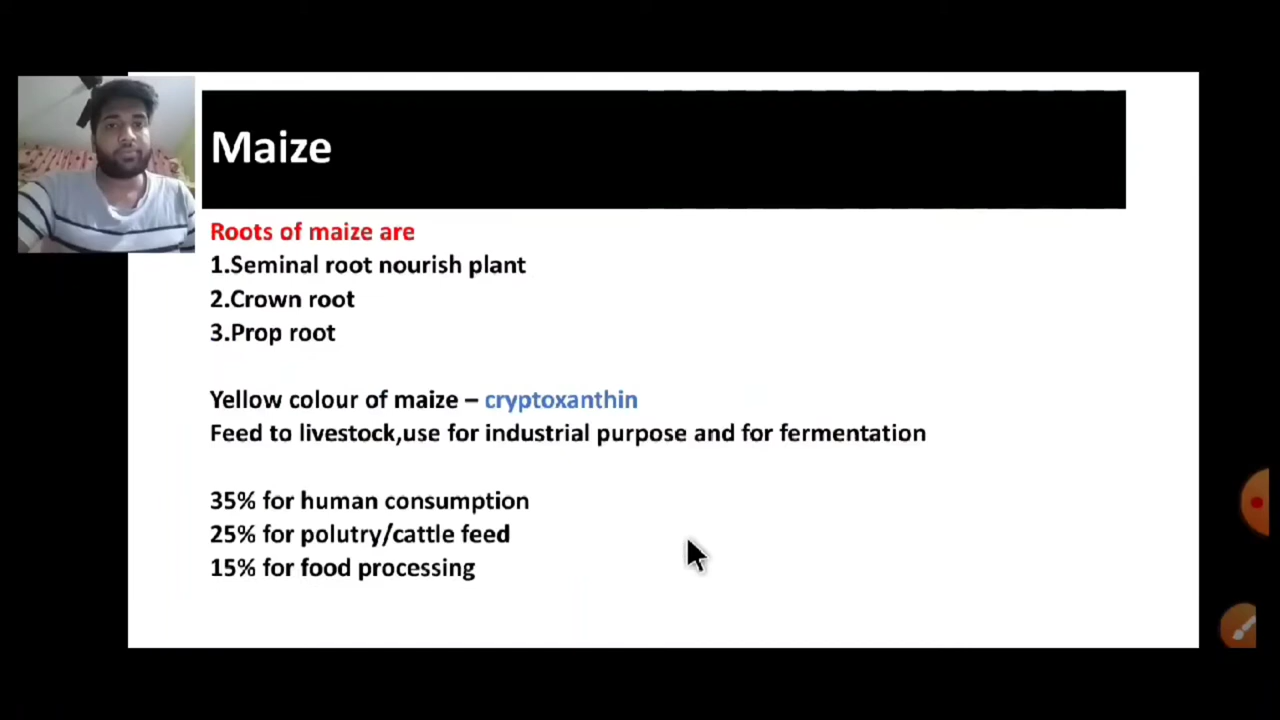 Maize
Roots of maize are
1.Seminal root nourish plant
2.Crown root
3.Prop root
Yellow colour of maize – cryptoxanthin
Feed to livestock,use for industrial purpose and for fermentation
35% for human consumption
25% for polutry/cattle feed
15% for food processing